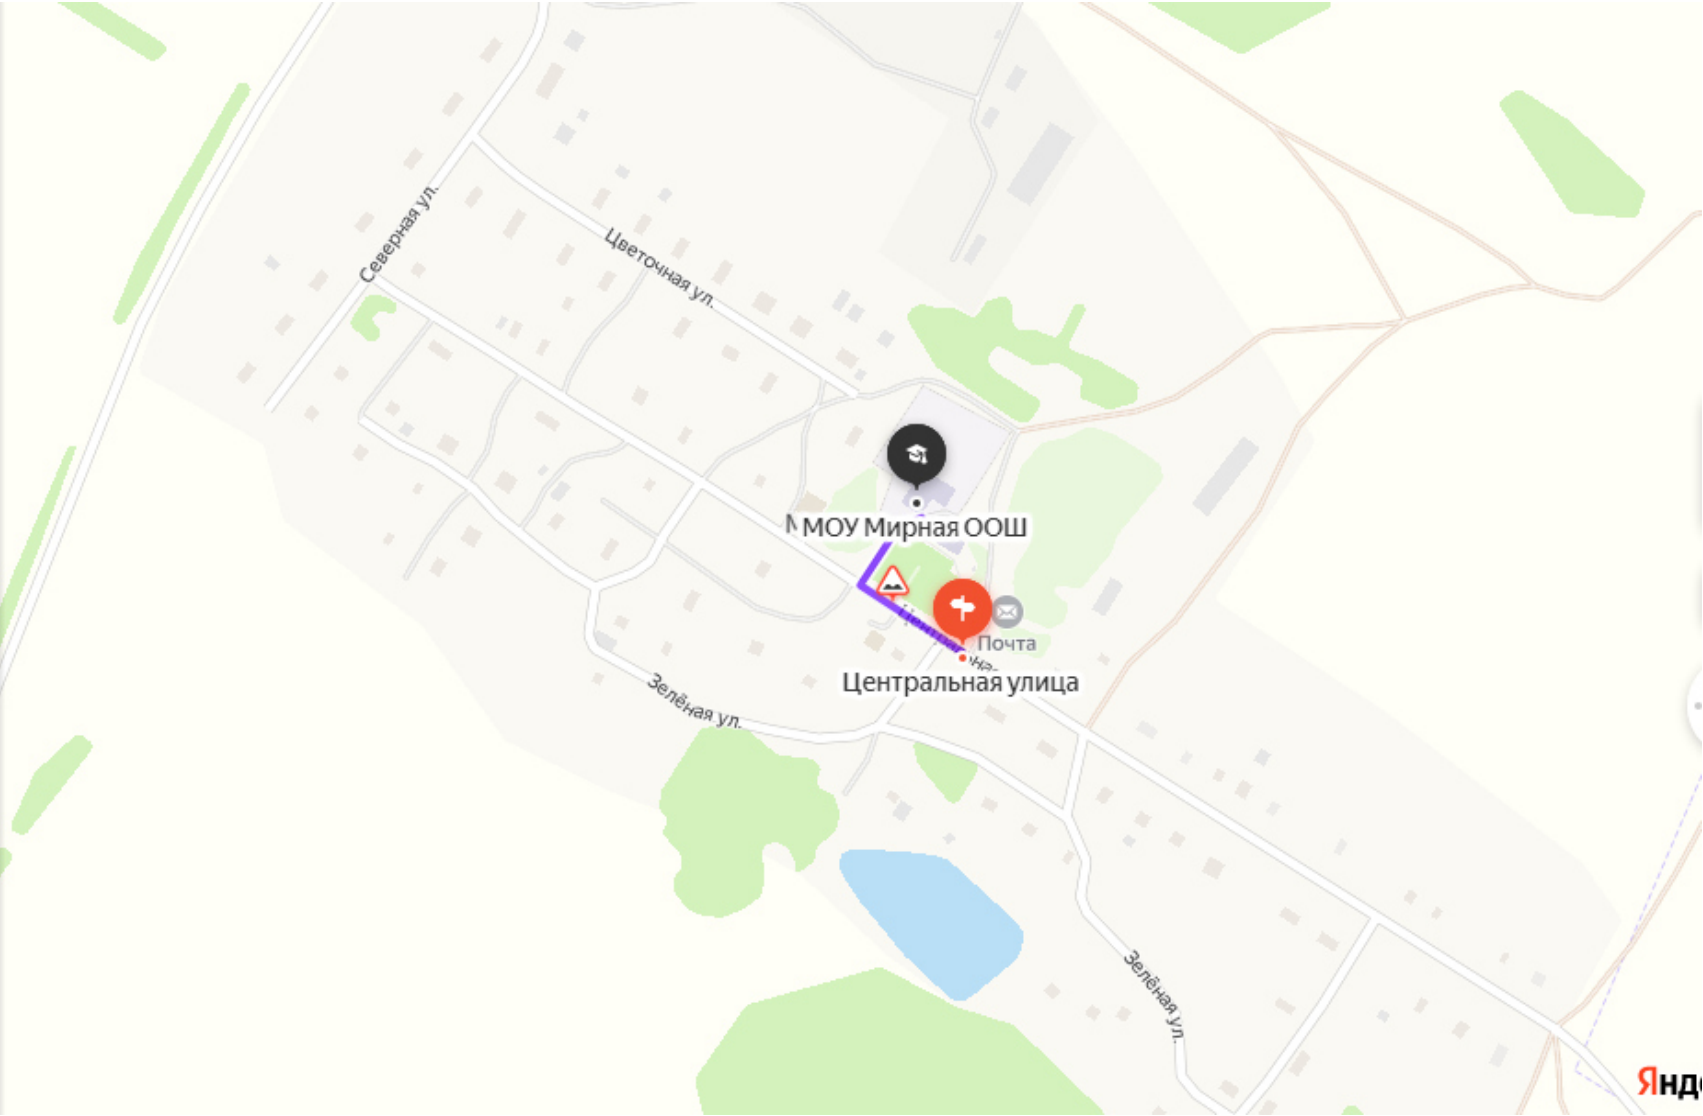 Северная ул.
Цветочная ул.
МОУ Мирная ООШ
Почта
Центральная улица
Зелёная ул.
Зелёная ул.